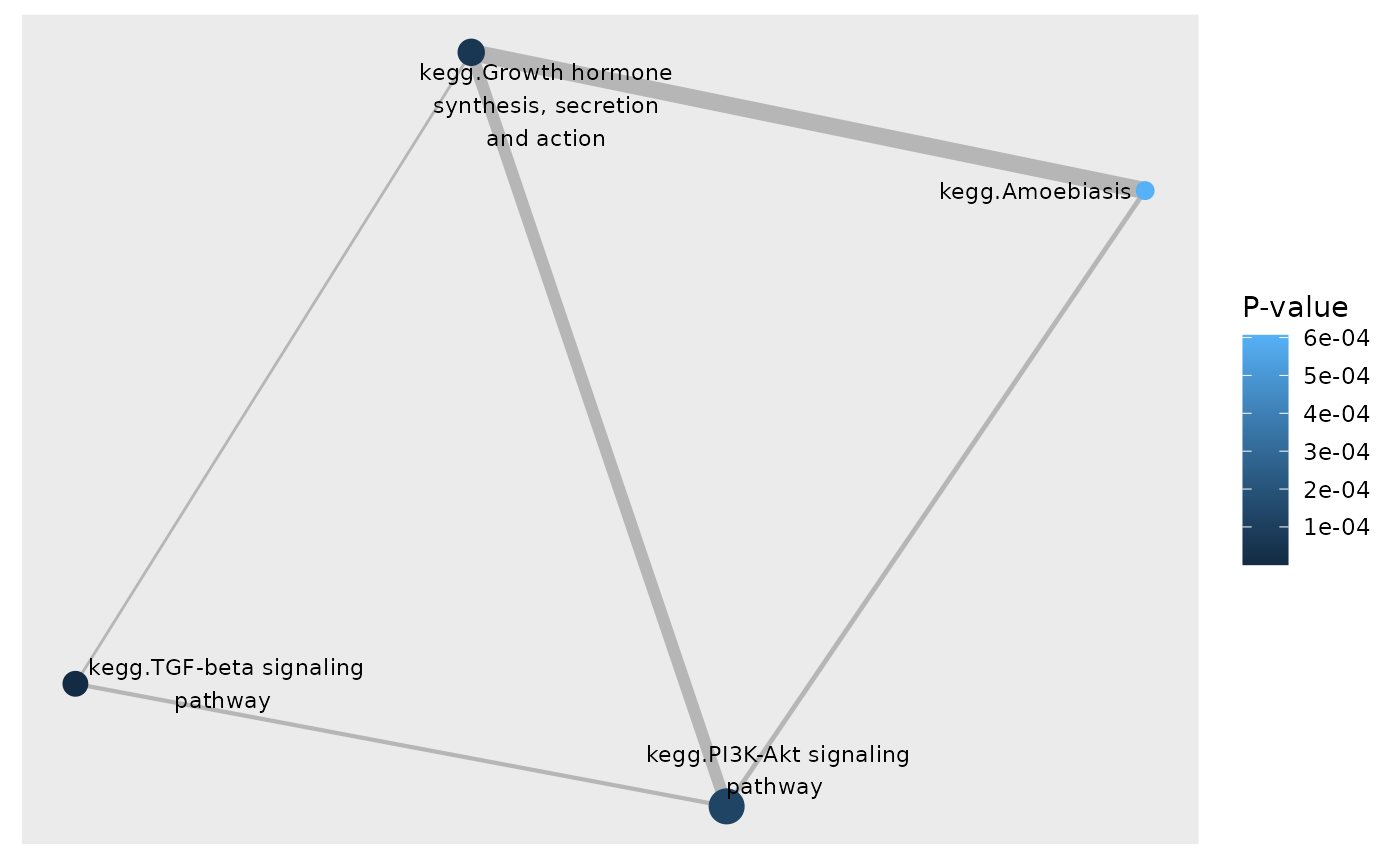 kegg.Growth hormone
synthesis, secretion
and action
kegg.Amoebiasis
kegg.TGF-beta signaling
pathway
kegg.PI3K-Akt signaling
pathway
P-value
6e-04
5e-04
4e-04
3e-04
2e-04
1e-04